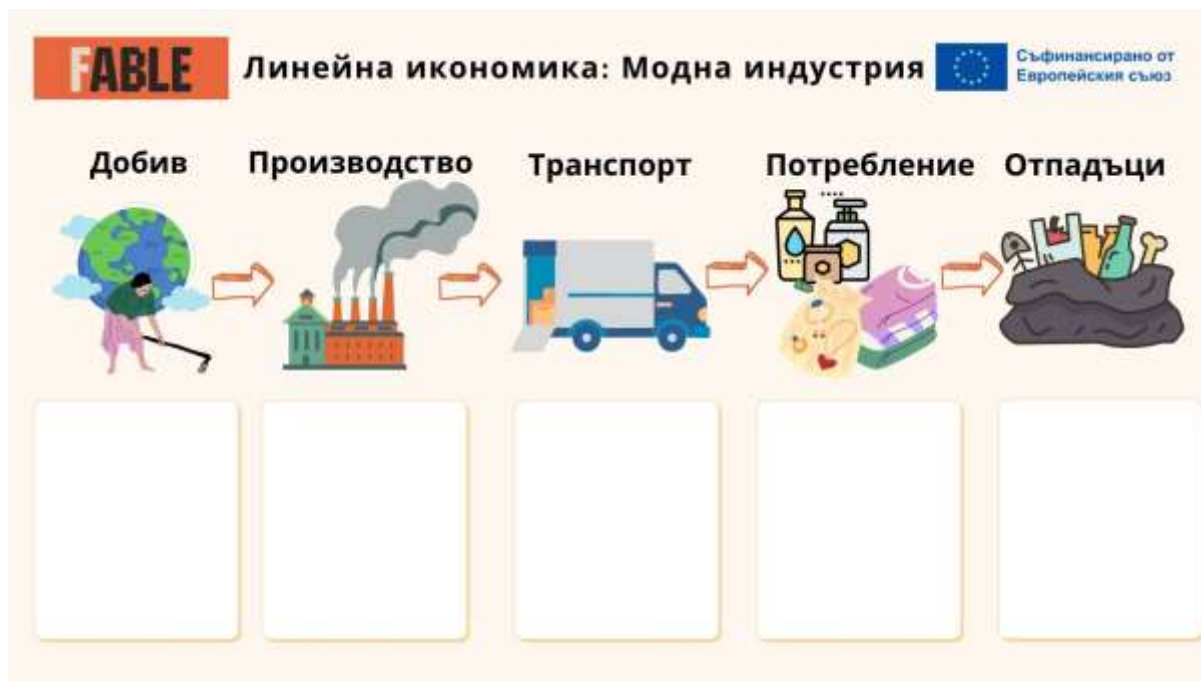 FABLE
Линейна икономика: Модна индустрия
Съфинансирано от
Европейския съюз
Добив
Производство
Транспорт
Потребление
Отпадъци